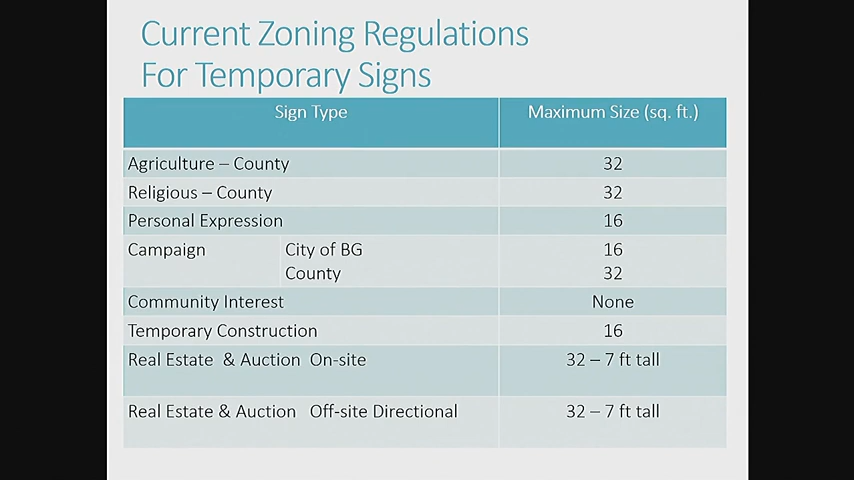 Current Zoning Regulations
For Temporary Signs
Sign Type Maximum Size (sq. ft.)
Agriculture – County 32
Religious – County 32
Personal Expression 16
Campaign City of BG 16
County 32
Community Interest None
Temporary Construction 16
Real Estate & Auction On-site 32 – 7 ft tall
Real Estate & Auction Off-site Directional 32 – 7 ft tall